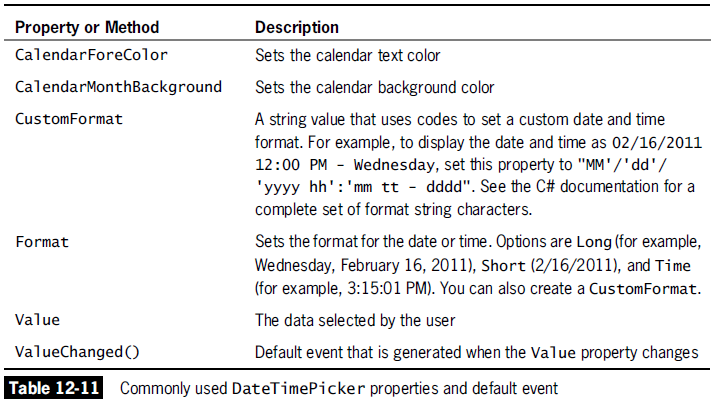 Property or Method Description
CalendarForeColor Sets the calendar text color
CalendarMonthBackground Sets the calendar background color
CustomFormat A string value that uses codes to set a custom date and time
format. For example, to display the date and time as 02/16/2011
12:00 PM - Wednesday, set this property to "MM'/'dd'/
'yyyy hh':'mm tt - dddd". See the C# documentation for a
complete set of format string characters.
Format Sets the format for the date or time. Options are Long (for example,
Wednesday, February 16, 2011), Short (2/16/2011), and Time
(for example, 3:15:01 PM). You can also create a CustomFormat.
Value The data selected by the user
ValueChanged() Default event that is generated when the Value property changes
Table 12-11 Commonly used DateTimePicker properties and default event